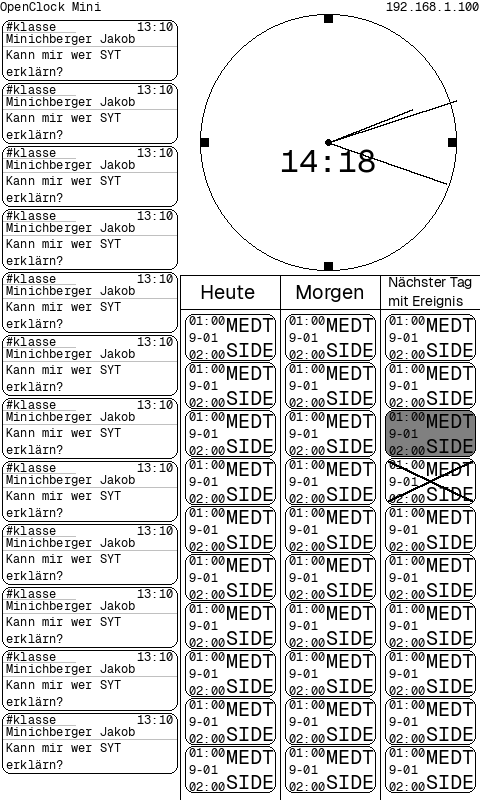 OpenClock Mini
192.168.1.100
#klasse 13:10
Minichberger Jakob
Kann mir wer SYT
erklärn?
#klasse 13:10
Minichberger Jakob
Kann mir wer SYT
erklärn?
#klasse 13:10
Minichberger Jakob
Kann mir wer SYT
erklärn?
#klasse 13:10
Minichberger Jakob
Kann mir wer SYT
erklärn?
#klasse 13:10
Minichberger Jakob
Kann mir wer SYT
erklärn?
#klasse 13:10
Minichberger Jakob
Kann mir wer SYT
erklärn?
#klasse 13:10
Minichberger Jakob
Kann mir wer SYT
erklärn?
#klasse 13:10
Minichberger Jakob
Kann mir wer SYT
erklärn?
#klasse 13:10
Minichberger Jakob
Kann mir wer SYT
erklärn?
#klasse 13:10
Minichberger Jakob
Kann mir wer SYT
erklärn?
#klasse 13:10
Minichberger Jakob
Kann mir wer SYT
erklärn?
#klasse 13:10
Minichberger Jakob
Kann mir wer SYT
erklärn?
14:18
Heute
01:00 MEDT
9-01
02:00 SIDE
01:00 MEDT
9-01
02:00 SIDE
01:00 MEDT
9-01
02:00 SIDE
01:00 MEDT
9-01
02:00 SIDE
01:00 MEDT
9-01
02:00 SIDE
01:00 MEDT
9-01
02:00 SIDE
01:00 MEDT
9-01
02:00 SIDE
01:00 MEDT
9-01
02:00 SIDE
01:00 MEDT
9-01
02:00 SIDE
01:00 MEDT
9-01
02:00 SIDE
Morgen
01:00 MEDT
9-01
02:00 SIDE
01:00 MEDT
9-01
02:00 SIDE
01:00 MEDT
9-01
02:00 SIDE
01:00 MEDT
9-01
02:00 SIDE
01:00 MEDT
9-01
02:00 SIDE
01:00 MEDT
9-01
02:00 SIDE
01:00 MEDT
9-01
02:00 SIDE
01:00 MEDT
9-01
02:00 SIDE
01:00 MEDT
9-01
02:00 SIDE
01:00 MEDT
9-01
02:00 SIDE
Nächster Tag
mit Ereignis
01:00 MEDT
9-01
02:00 SIDE
01:00 MEDT
9-01
02:00 SIDE
01:00 MEDT
9-01
02:00 SIDE
01:00 MEDT
9-01
02:00 SIDE
01:00 MEDT
9-01
02:00 SIDE
01:00 MEDT
9-01
02:00 SIDE
01:00 MEDT
9-01
02:00 SIDE
01:00 MEDT
9-01
02:00 SIDE
01:00 MEDT
9-01
02:00 SIDE
01:00 MEDT
9-01
02:00 SIDE